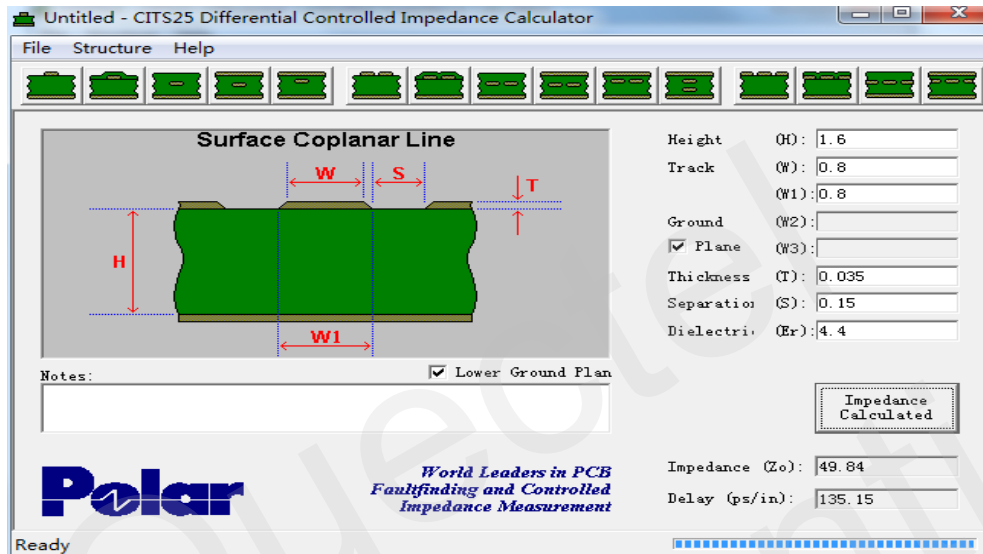 Untitled - CITS25 Differential Controlled Impedance Calculator
File Structure Help
Surface Coplanar Line
W S T
H
W1
Notes:
Lower Ground Plan
Height (H): 1.6
Track (W): 0.8
(W1): 0.8
Ground (W2):
Plane (W3):
Thickness (T): 0.035
Separatio (S): 0.15
Dielectri (Er): 4.4
Impedance
Calculated
Polar
World Leaders in PCB
Faultfinding and Controlled
Impedance Measurement
Impedance (Zo): 49.84
Delay (ps/in): 135.15
Ready